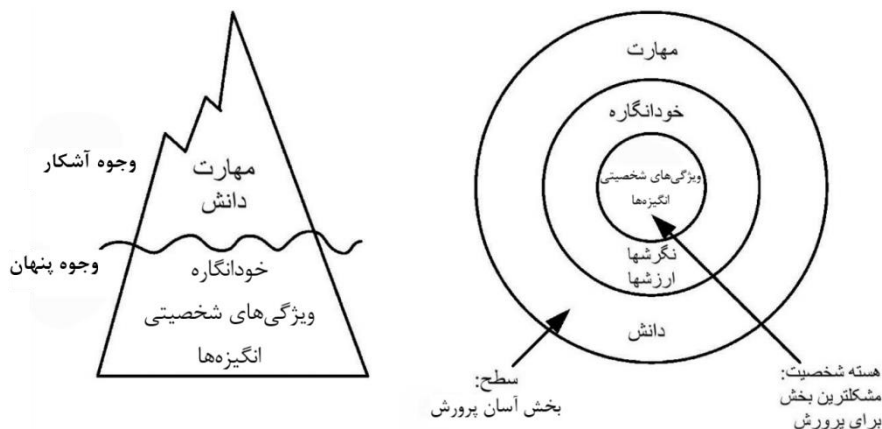 وجوه آشکار
مهارت
دانش
وجوه پنهان
خودانگاره
ویژگی‌های شخصیتی
انگیزه‌ها
مهارت
خودانگاره
ویژگی‌های شخصیتی
انگیزه‌ها
نگرشها
ارزشها
دانش
سطح:
بخش آسان پرورش
هسته شخصیت:
مشکلترین بخش
برای پرورش